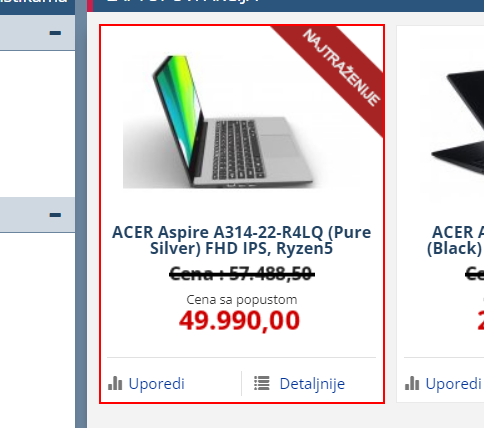 NAJTRAŽENIJE
ACER Aspire A314-22-R4LQ (Pure
Silver) FHD IPS, Ryzen5
Cena : 57.488,50
Cena sa popustom
49.990,00
Uporedi
Detaljnije
ACER
(Black)
Uporedi